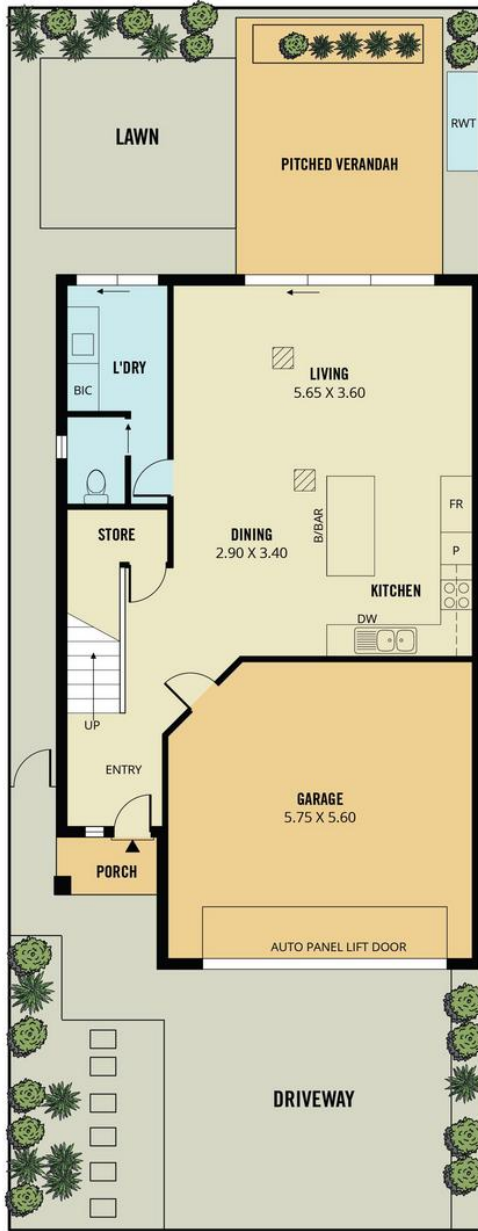 LAWN
PITCHED VERANDAH
RWT
L'DRY
BIC
LIVING
5.65 X 3.60
STORE
DINING
2.90 X 3.40
B/BAR
FR
P
KITCHEN
DW
UP
ENTRY
PORCH
GARAGE
5.75 X 5.60
AUTO PANEL LIFT DOOR
DRIVEWAY